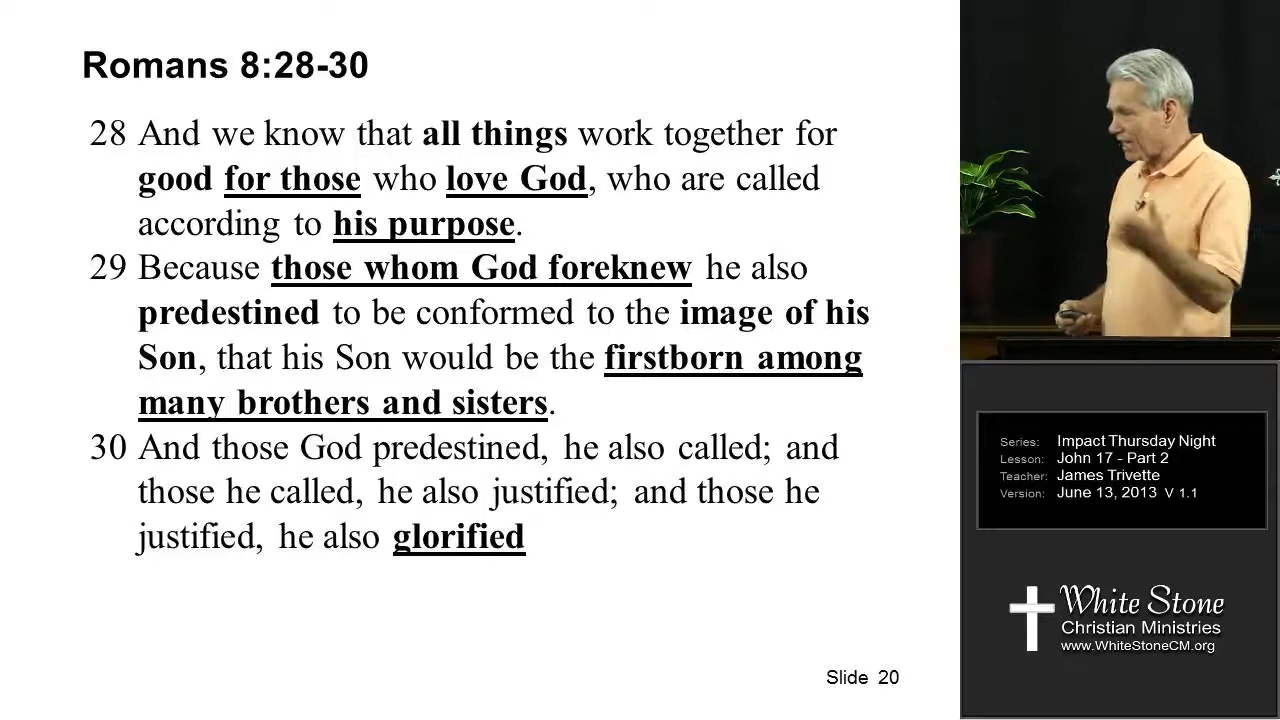 Romans 8:28-30
28 And we know that all things work together for
good for those who love God, who are called
according to his purpose.
29 Because those whom God foreknew he also
predestined to be conformed to the image of his
Son, that his Son would be the firstborn among
many brothers and sisters.
30 And those God predestined, he also called; and
those he called, he also justified; and those he
justified, he also glorified
Slide 20
Series: Impact Thursday Night
Lesson: John 17 - Part 2
Teacher: James Trivette
Version: June 13, 2013 V 1.1
White Stone
Christian Ministries
www.WhiteStoneCM.org